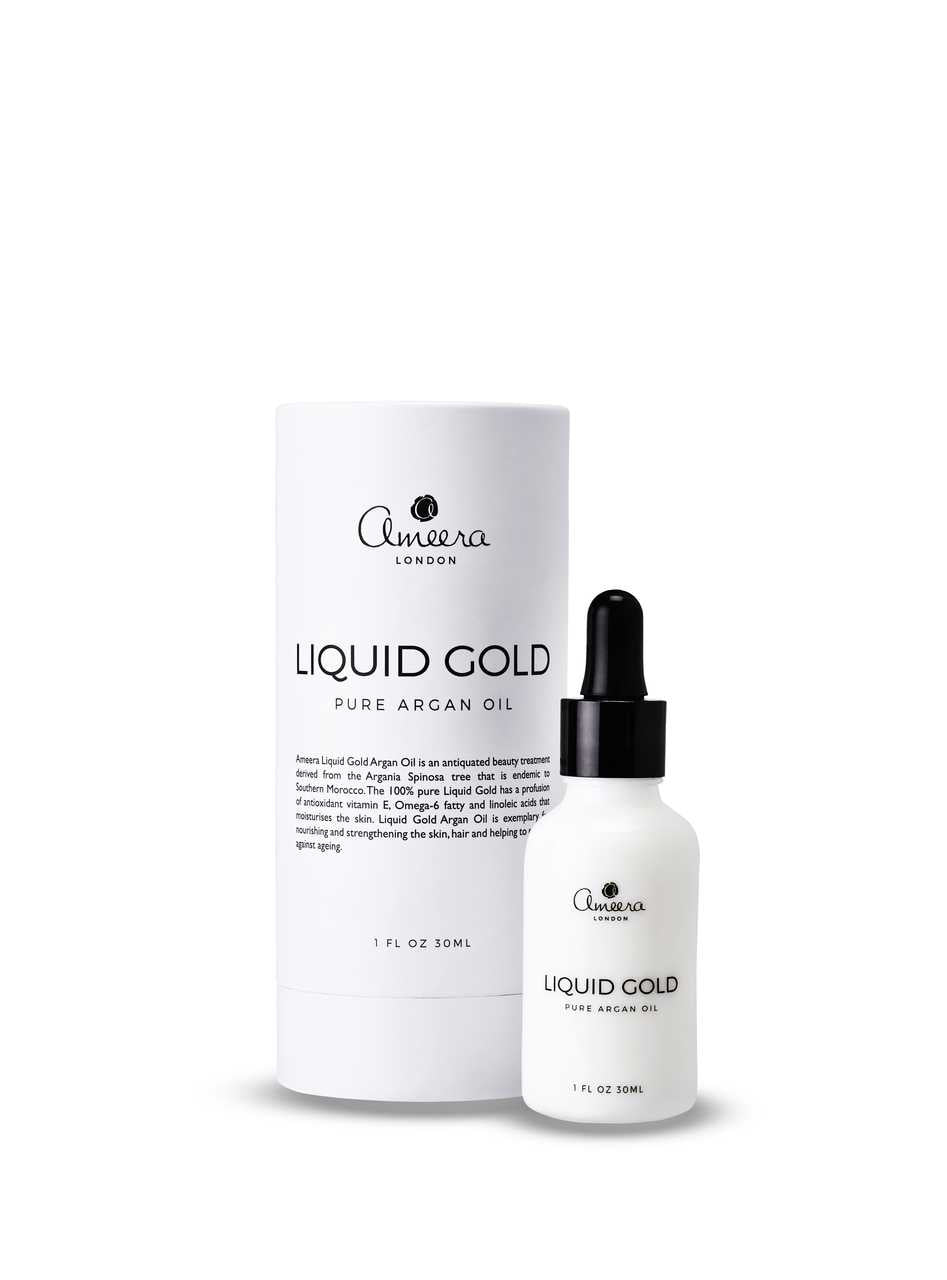 Ameera
LONDON
LIQUID GOLD
PURE ARGAN OIL
Ameera Liquid Gold Argan Oil is an antiquated beauty treatment
derived from the Argania Spinosa tree that is endemic to
Southern Morocco. The 100% pure Liquid Gold has a profusion
of antioxidant vitamin E, Omega-6 fatty and linoleic acids that
moisturises the skin. Liquid Gold Argan Oil is exemplary
nourishing and strengthening the skin, hair and helping to
against ageing.
1 FL OZ 30ML
Ameera
LONDON
LIQUID GOLD
PURE ARGAN OIL
1 FL OZ 30ML